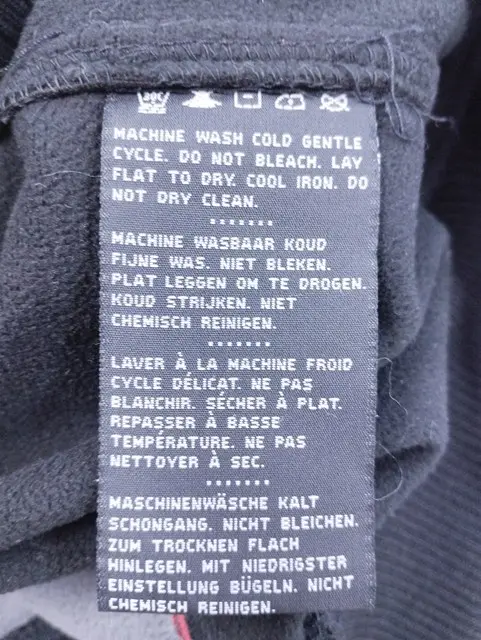 30C
MACHINE WASH COLD GENTLE
CYCLE. DO NOT BLEACH. LAY
FLAT TO DRY. COOL IRON. DO
NOT DRY CLEAN.
MACHINE WASBAAR KOUD
FIJNE WAS. NIET BLEKEN.
PLAT LEGGEN OM TE DROGEN.
KOUD STRIJKEN. NIET
CHEMISCH REINIGEN.
LAVER À LA MACHINE FROID
CYCLE DÉLICAT. NE PAS
BLANCHIR. SÉCHER À PLAT.
REPASSER À BASSE
TEMPÉRATURE. NE PAS
NETTOYER À SEC.
MASCHINENWÄSCHE KALT
SCHONGANG. NICHT BLEICHEN.
ZUM TROCKNEN FLACH
HINLEGEN. MIT NIEDRIGSTER
EINSTELLUNG BÜGELN. NICHT
CHEMISCH REINIGEN.